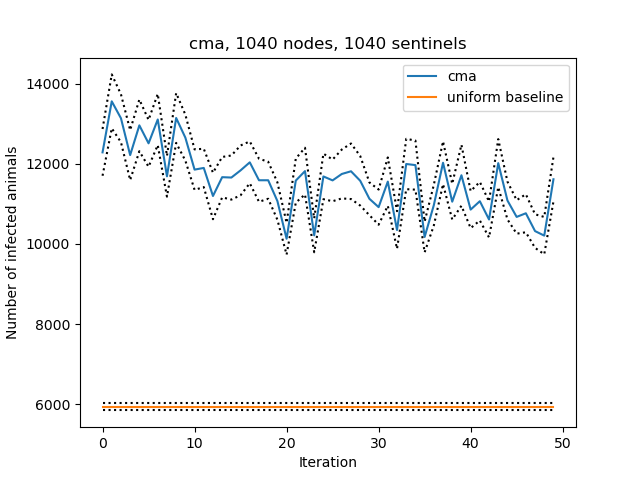 cma, 1040 nodes, 1040 sentinels
cma
uniform baseline
Number of infected animals
14000
12000
10000
8000
6000
0 10 20 30 40 50
Iteration